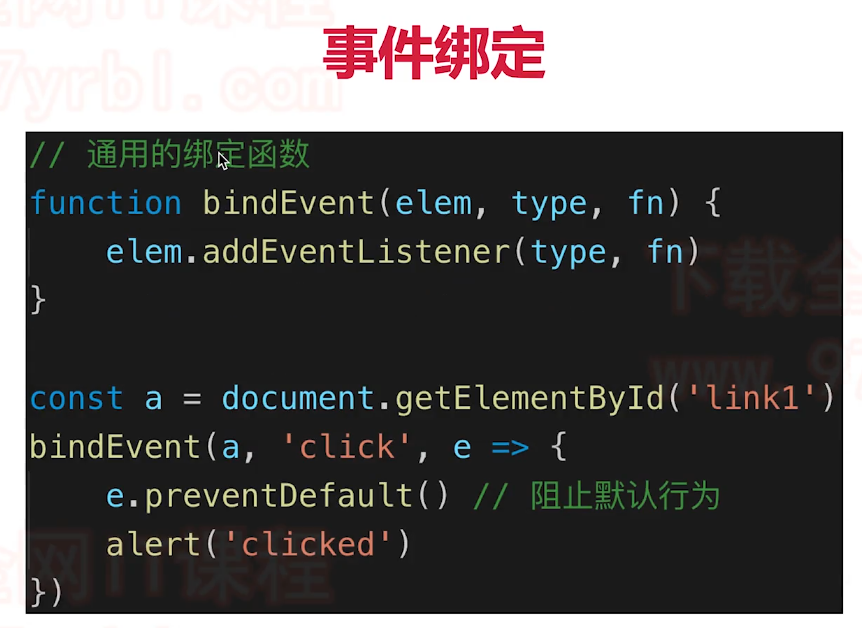 事件绑定
// 通用的绑定函数
function bindEvent(elem, type, fn) {
    elem.addEventListener(type, fn)
}
const a = document.getElementById('link1')
bindEvent(a, 'click', e => {
    e.preventDefault() // 阻止默认行为
    alert('clicked')
})